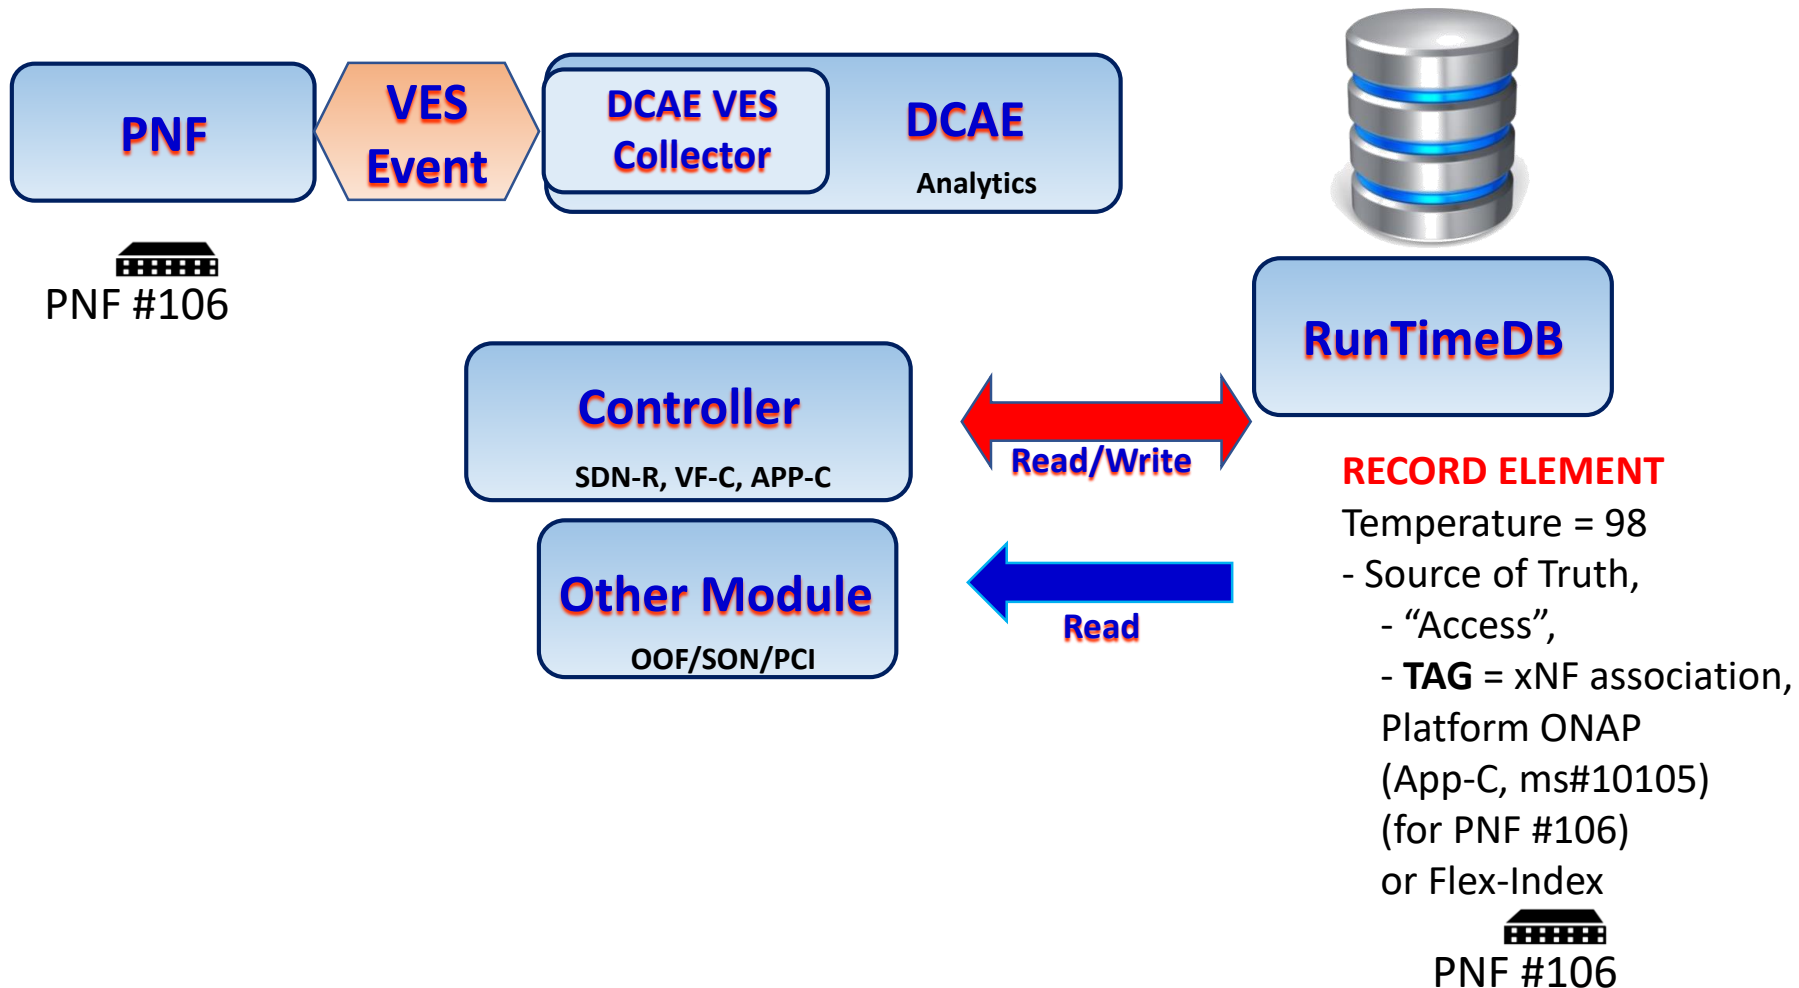 PNF
VES
Event
DCAE VES
Collector
DCAE
Analytics
PNF #106
RunTimeDB
Controller
SDN-R, VF-C, APP-C
Read/Write
Other Module
OOF/SON/PCI
Read
RECORD ELEMENT
Temperature = 98
- Source of Truth,
- “Access”,
- TAG = xNF association,
Platform ONAP
(App-C, ms#10105)
(for PNF #106)
or Flex-Index
PNF #106